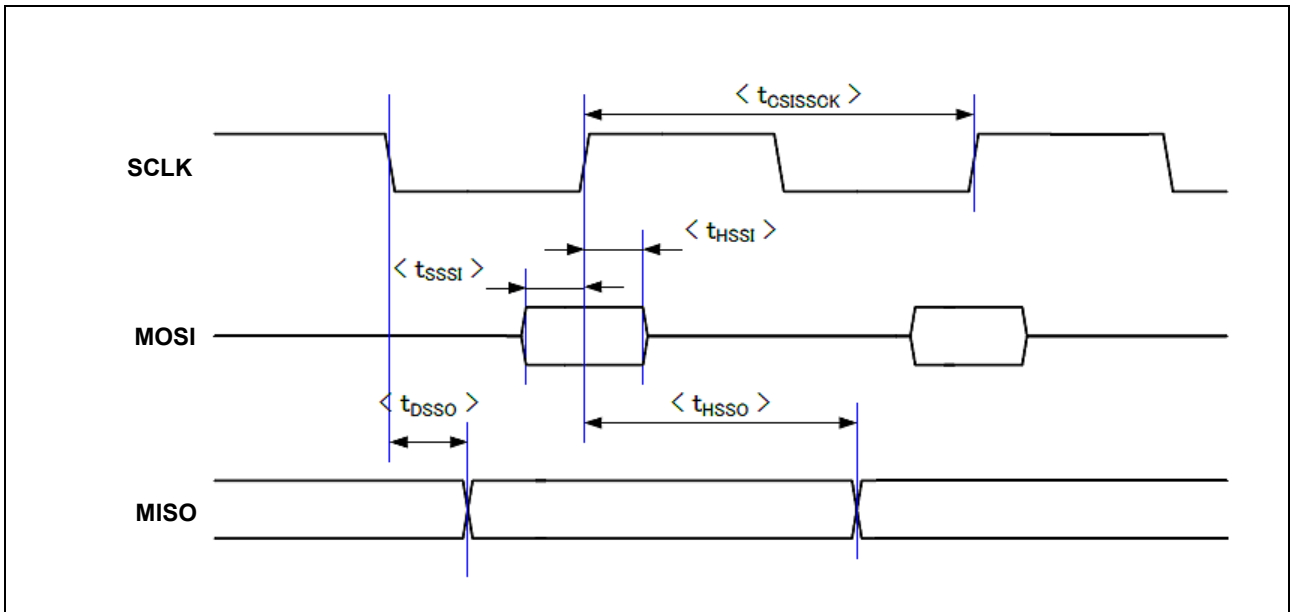 < tCSISSCK >
SCLK
< tHSSI >
< tSSSI >
MOSI
< tDSSO >
< tHSSO >
MISO